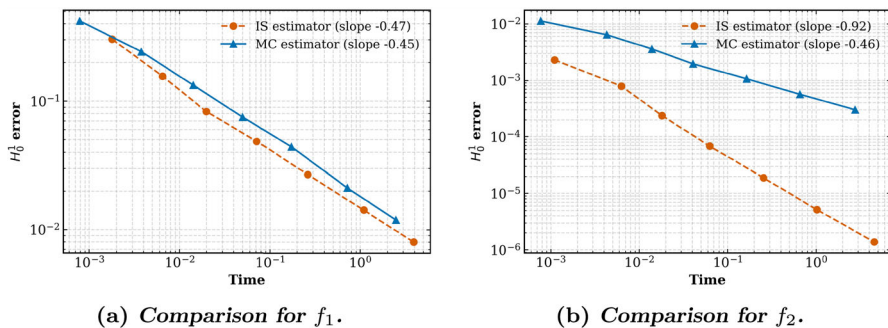 IS estimator (slope -0.47)
MC estimator (slope -0.45)
10⁻¹
10⁻²
H₀¹ error
10⁻³ 10⁻² 10⁻¹ 10⁰
Time
(a) Comparison for f₁.
IS estimator (slope -0.92)
MC estimator (slope -0.46)
10⁻²
10⁻³
10⁻⁴
10⁻⁵
10⁻⁶
H₀¹ error
10⁻³ 10⁻² 10⁻¹ 10⁰
Time
(b) Comparison for f₂.